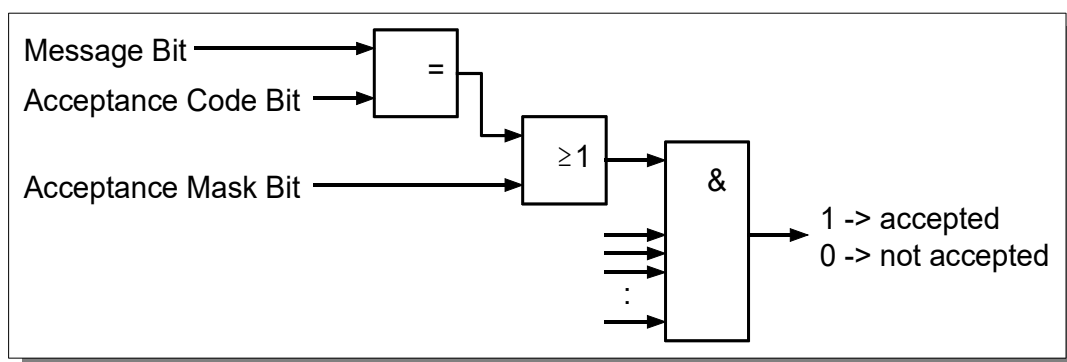 Message Bit
=
Acceptance Code Bit
≥1
Acceptance Mask Bit
&
1 -> accepted
0 -> not accepted
: